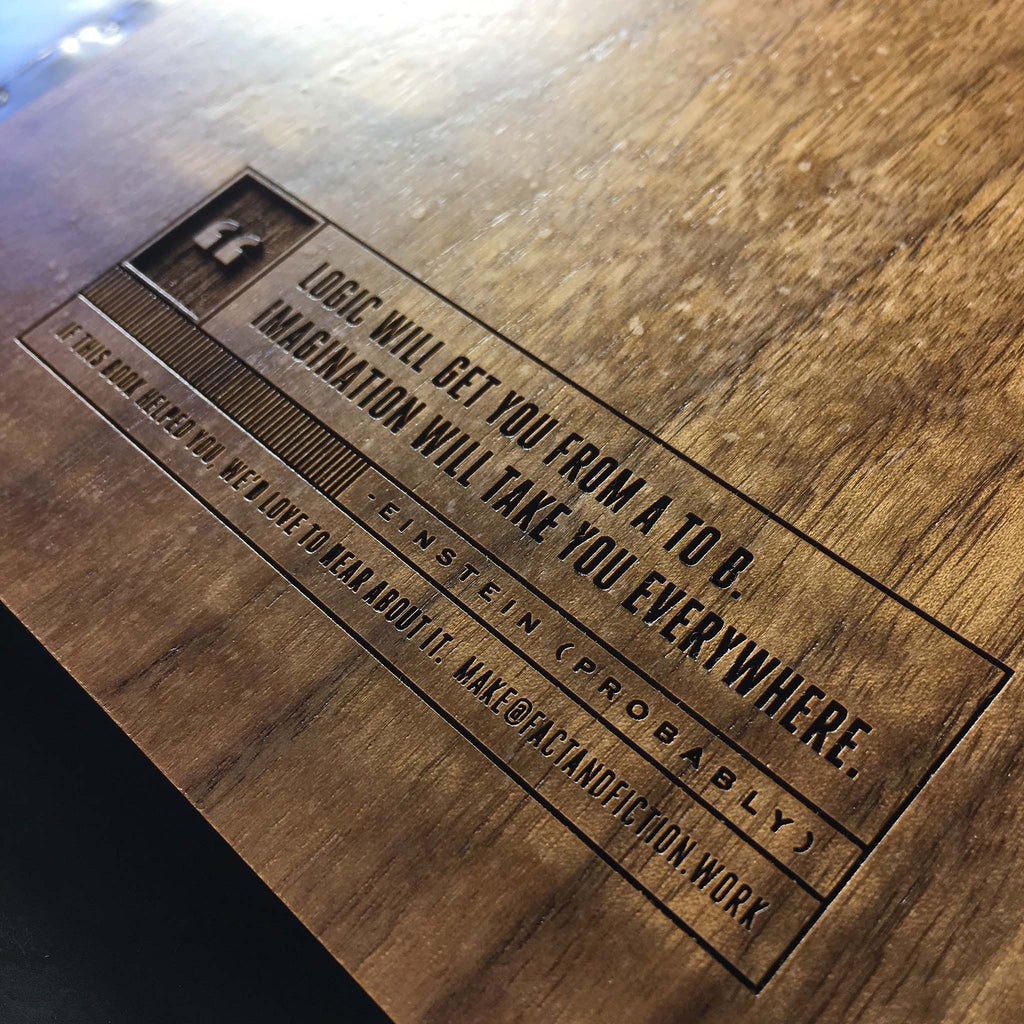 “
LOGIC WILL GET YOU FROM A TO B.
IMAGINATION WILL TAKE YOU EVERYWHERE.
-EINSTEIN (PROBABLY)
IF THIS BOOK HELPED YOU, WE'D LOVE TO HEAR ABOUT IT. MAKE@FACTANDFICTION.WORK